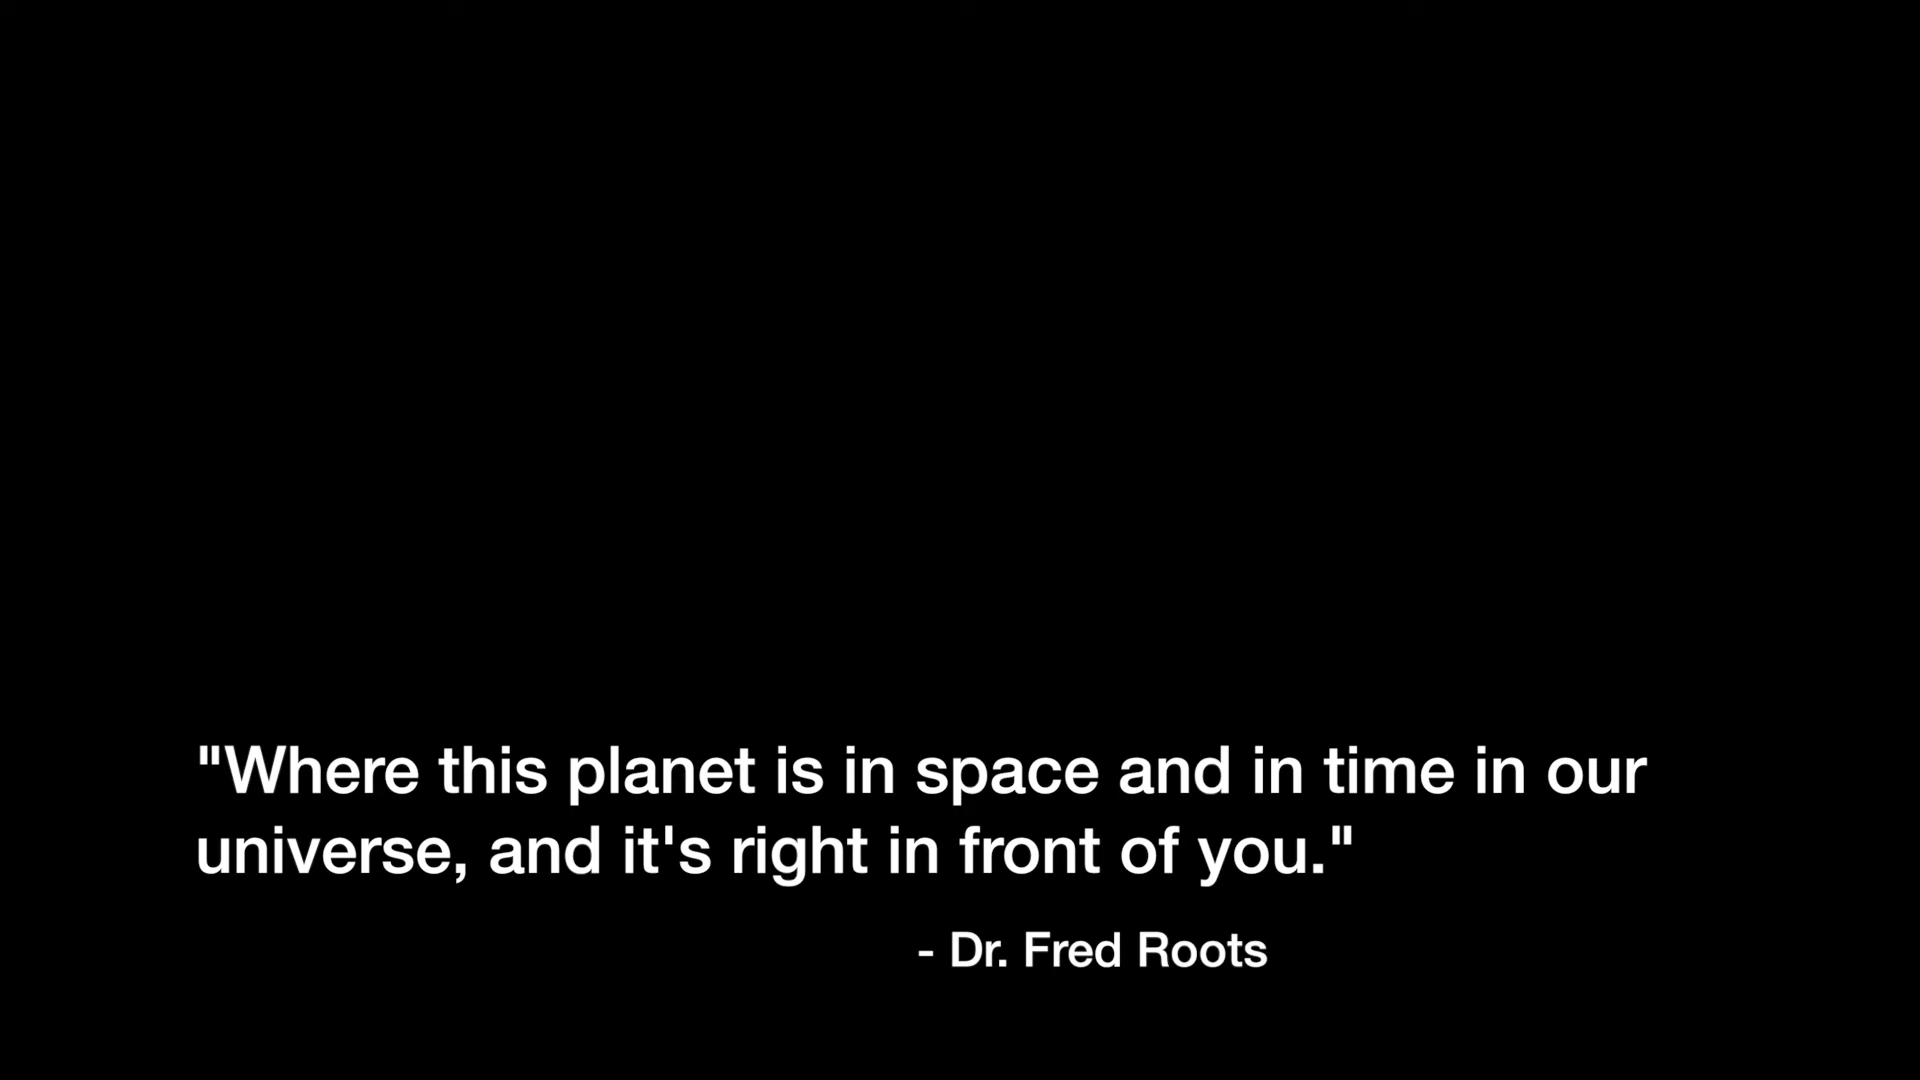 "Where this planet is in space and in time in our
universe, and it's right in front of you."
- Dr. Fred Roots